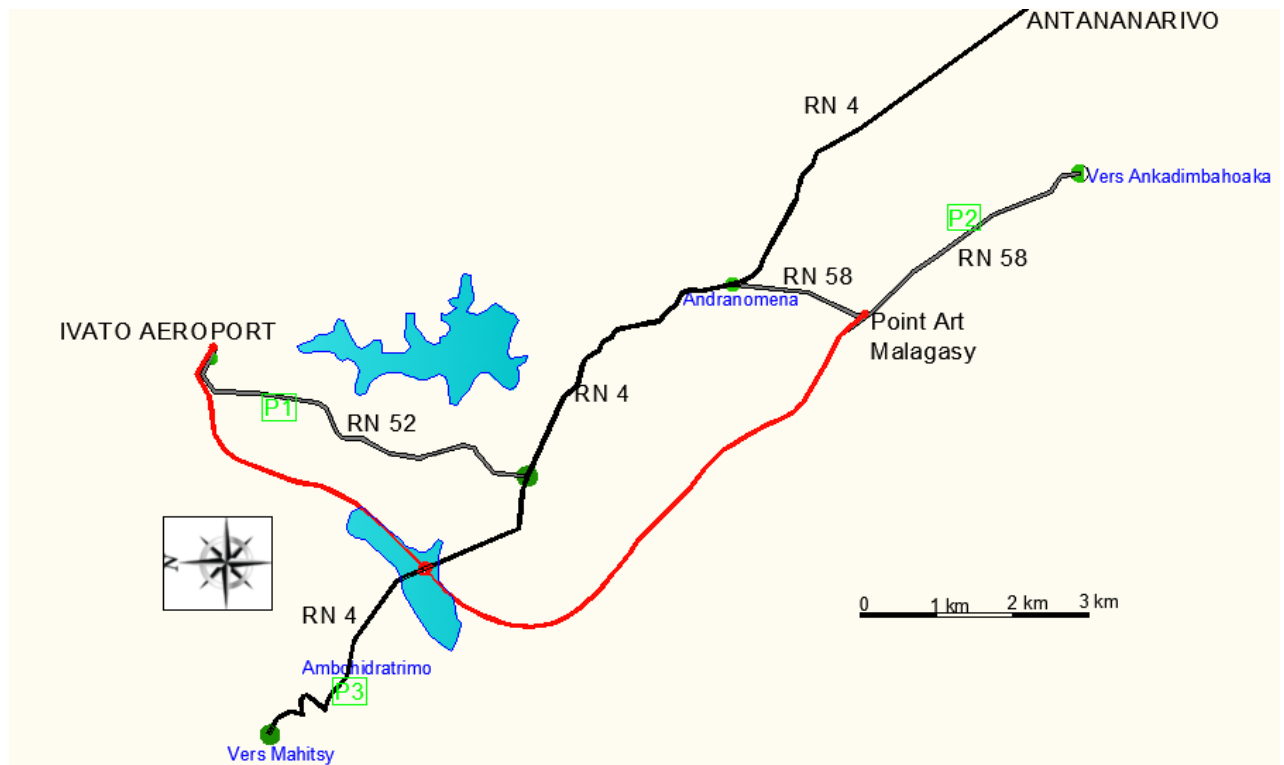 ANTANANARIVO
RN 4
Vers Ankadimbahoaka
P2
RN 58
RN 58
Andranomena
Point Art
Malagasy
IVATO AEROPORT
P1
RN 52
RN 4
N
0 1 km 2 km 3 km
RN 4
Ambohidratrimo
P3
Vers Mahitsy